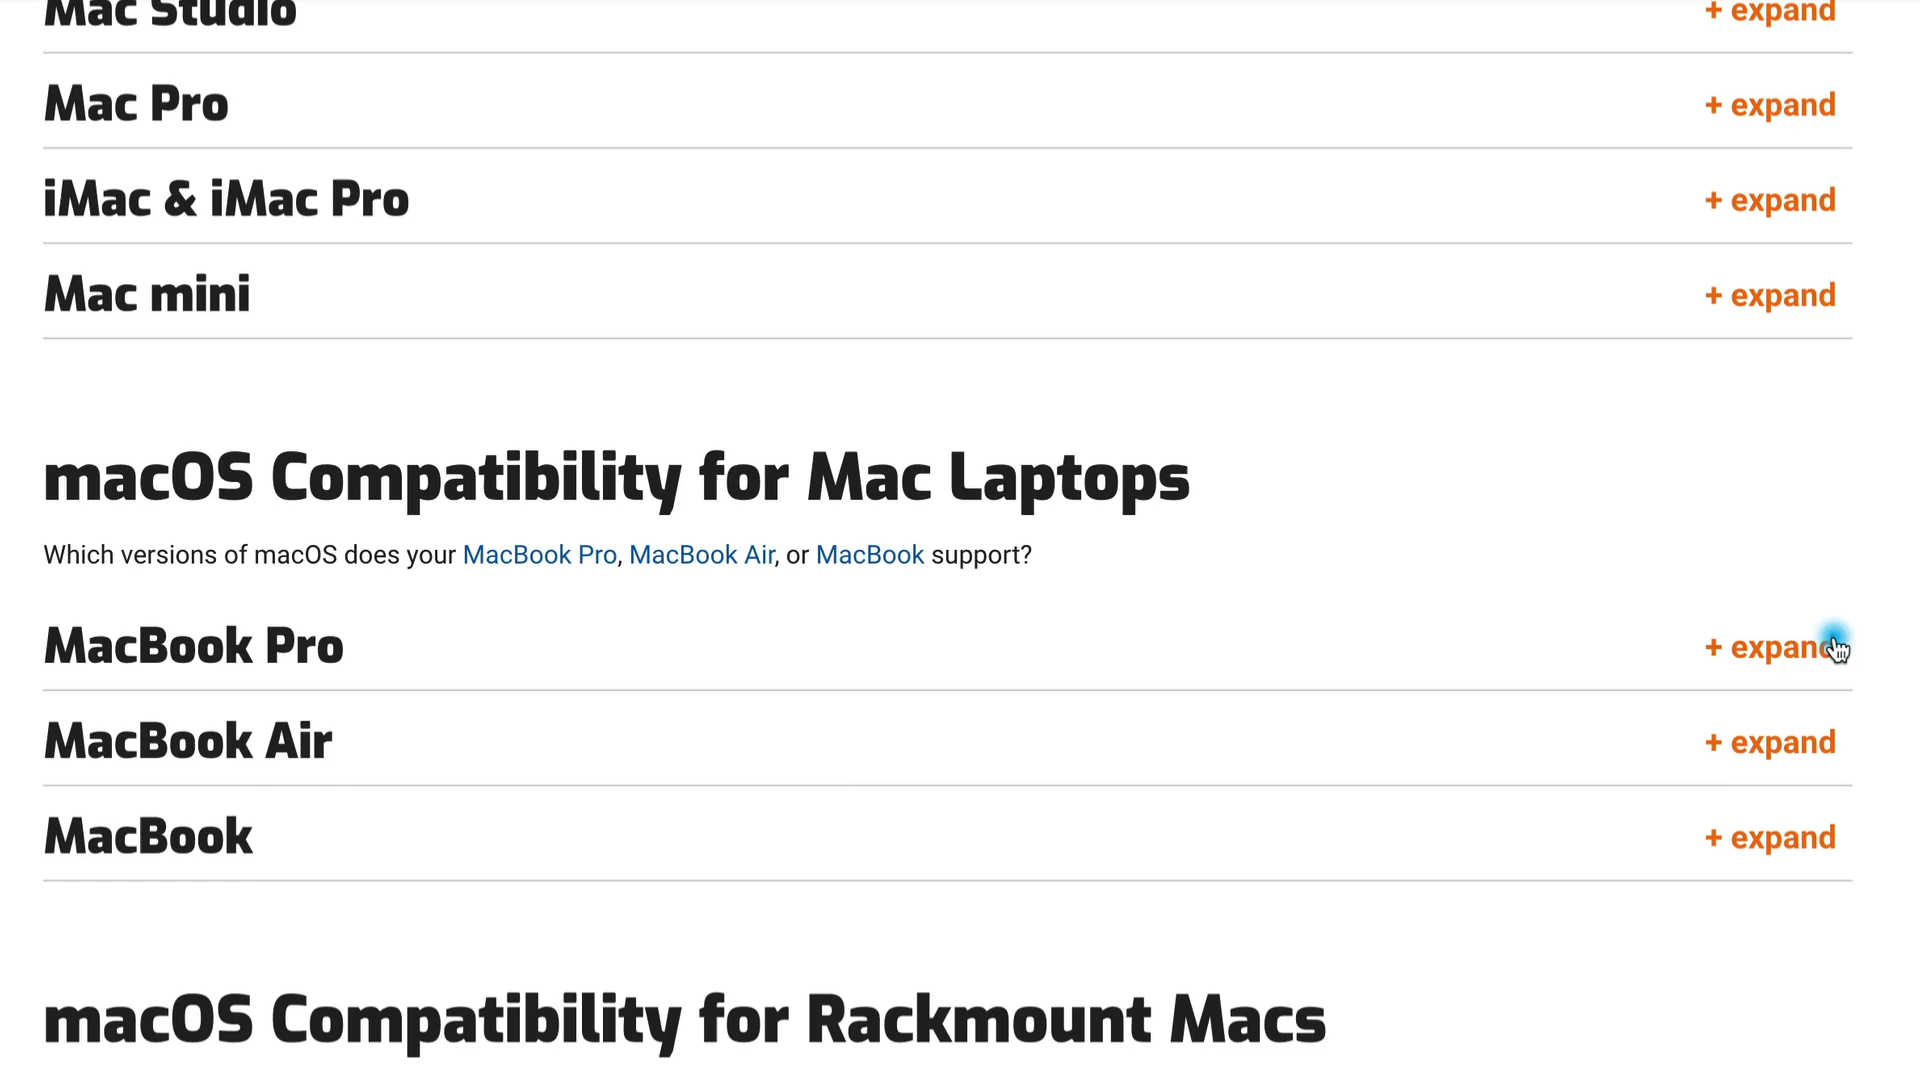 Mac Studio + expand
Mac Pro + expand
iMac & iMac Pro + expand
Mac mini + expand
macOS Compatibility for Mac Laptops
Which versions of macOS does your MacBook Pro, MacBook Air, or MacBook support?
MacBook Pro + expand
MacBook Air + expand
MacBook + expand
macOS Compatibility for Rackmount Macs